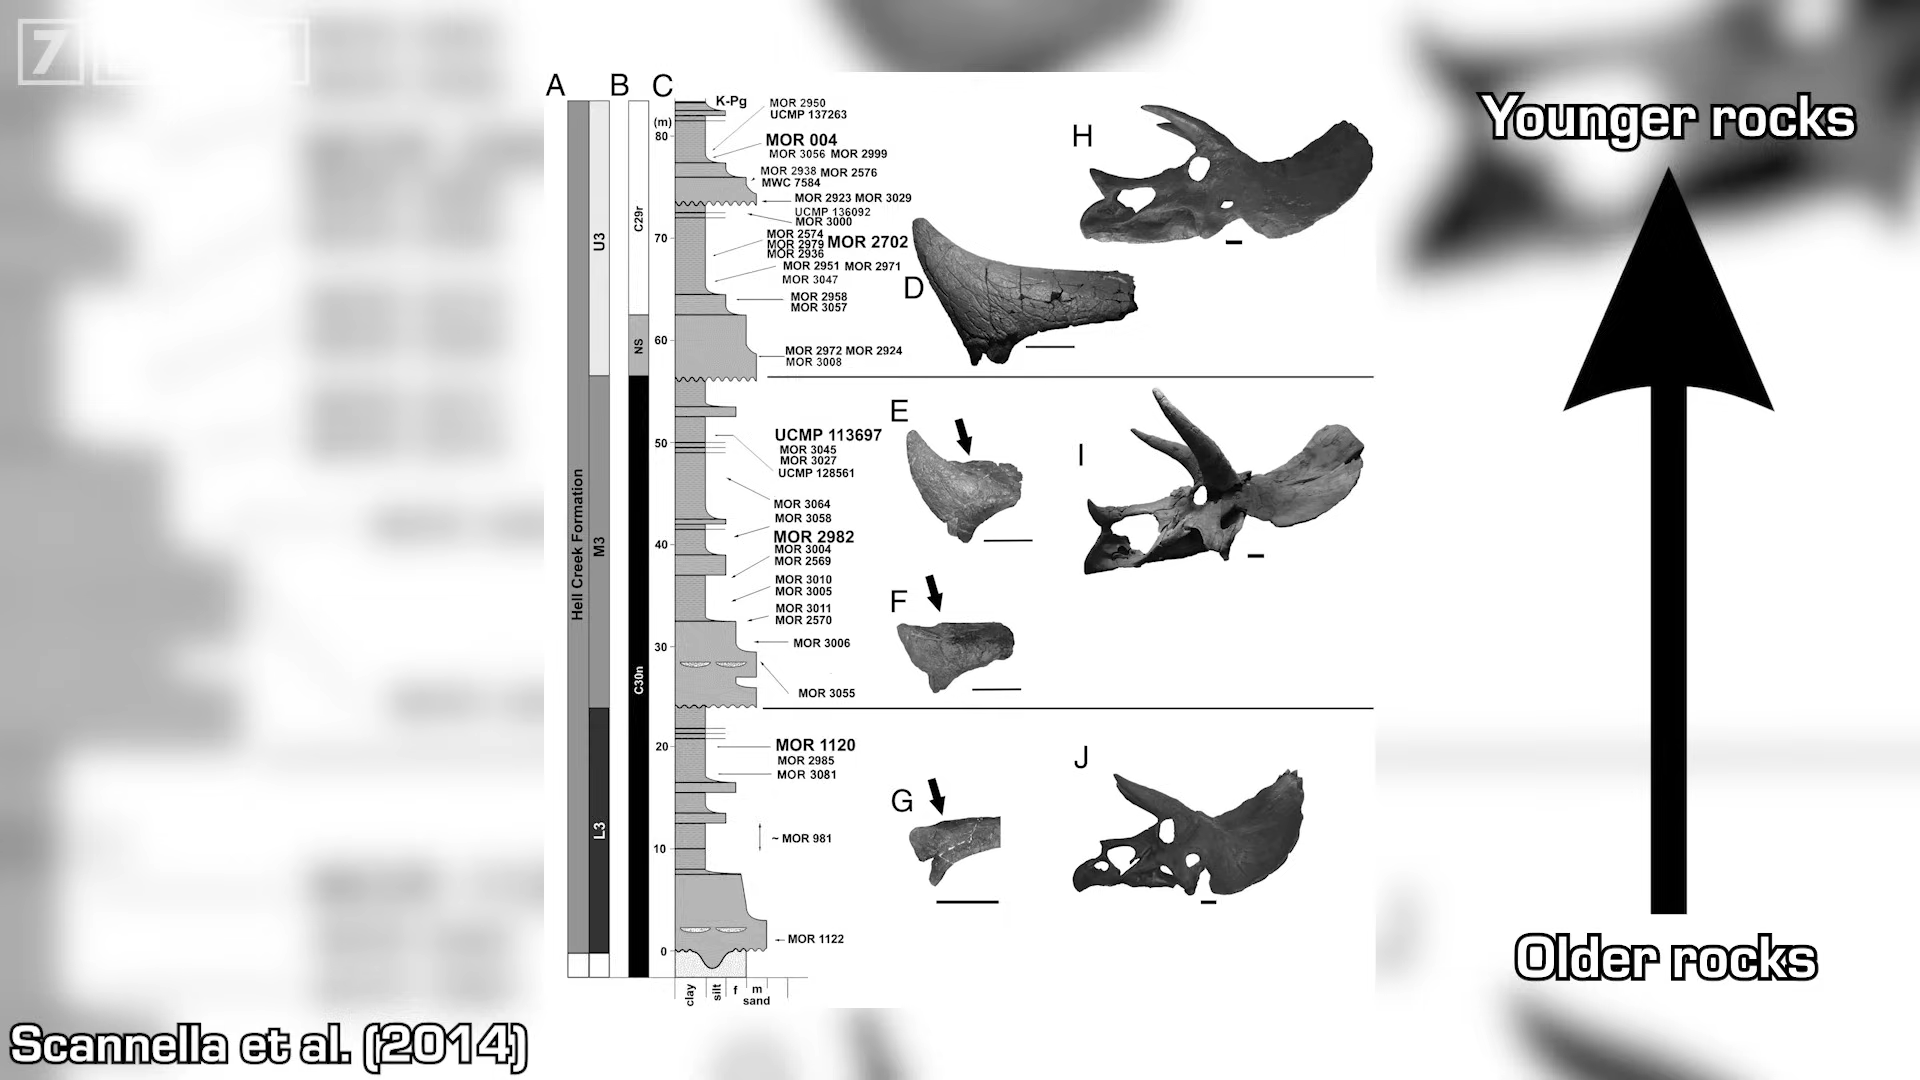 7
A B C
K-Pg
(m)
MOR 2950
UCMP 137263
80
MOR 004
MOR 3056 MOR 2999
H
MOR 2938 MOR 2576
MWC 7584
MOR 2923 MOR 3029
UCMP 136092
MOR 3000
C29r
U3
70
MOR 2574
MOR 2979 MOR 2702
MOR 2936
MOR 2951 MOR 2971
MOR 3047
D
MOR 2958
MOR 3057
60
NS
MOR 2972 MOR 2924
MOR 3008
E
50
UCMP 113697
MOR 3045
MOR 3027
UCMP 128561
I
MOR 3064
MOR 3058
Hell Creek Formation
M3
40
MOR 2982
MOR 3004
MOR 2569
MOR 3010
MOR 3005
F
MOR 3011
MOR 2570
30
MOR 3006
C30n
MOR 3055
20
MOR 1120
MOR 2985
MOR 3081
J
G
L3
10
~ MOR 981
MOR 1122
0
clay silt f m
sand
Younger rocks
Older rocks
Scannella et al. (2014)